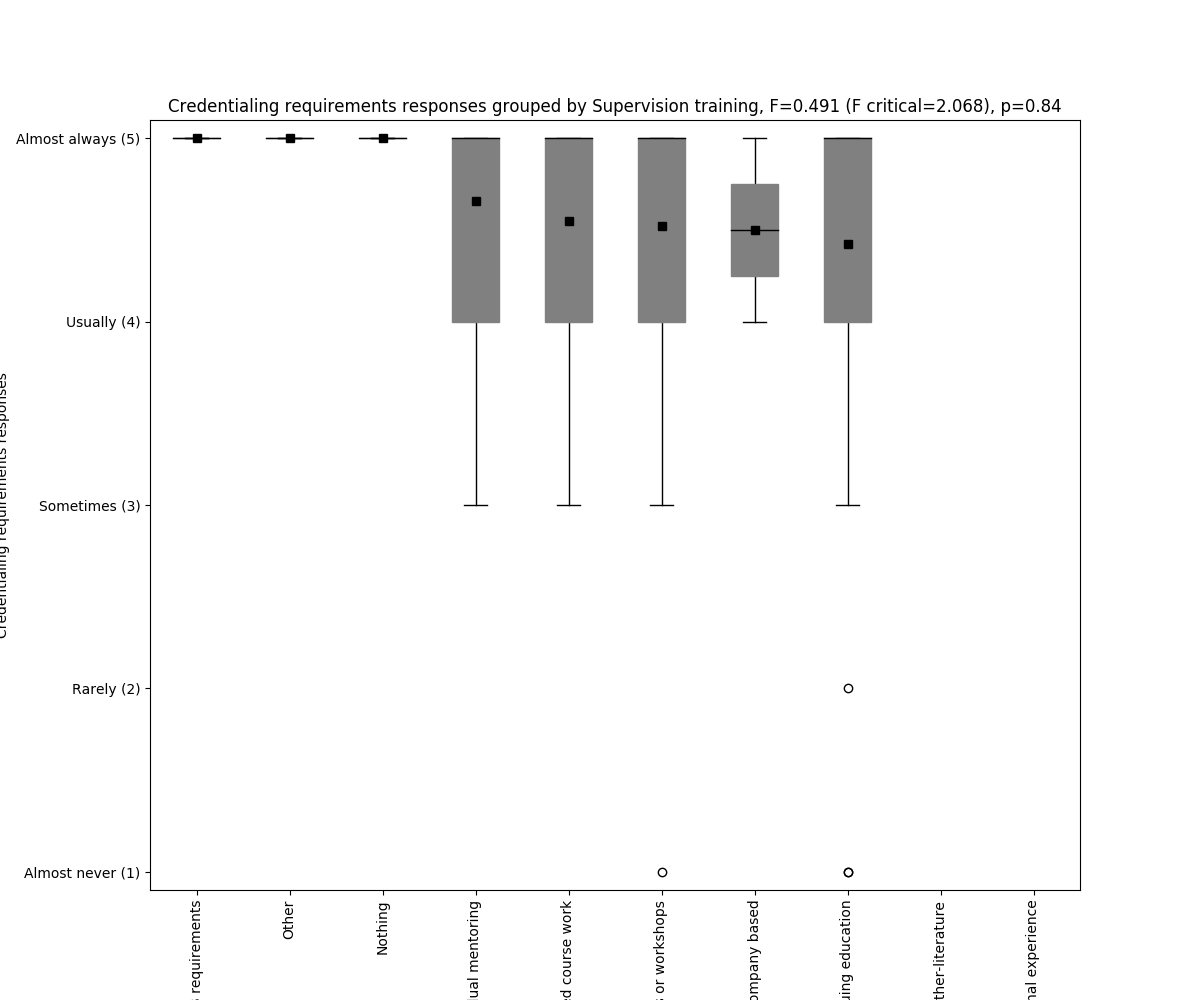 Credentialing requirements responses grouped by Supervision training, F=0.491 (F critical=2.068), p=0.84
Almost always (5)
Usually (4)
Sometimes (3)
Rarely (2)
Almost never (1)
Credentialing requirements responses
requirements
Other
Nothing
mentoring
course work
or workshops
based
education
experience